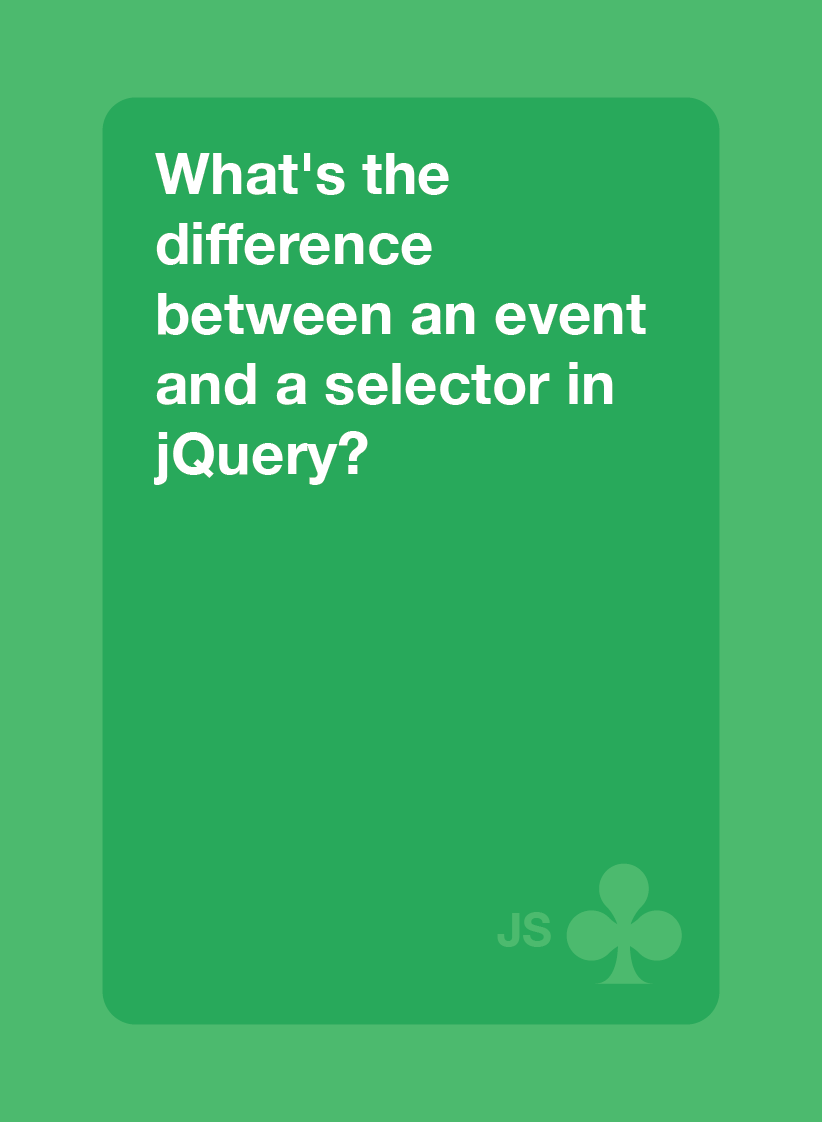 What's the
difference
between an event
and a selector in
jQuery?
JS